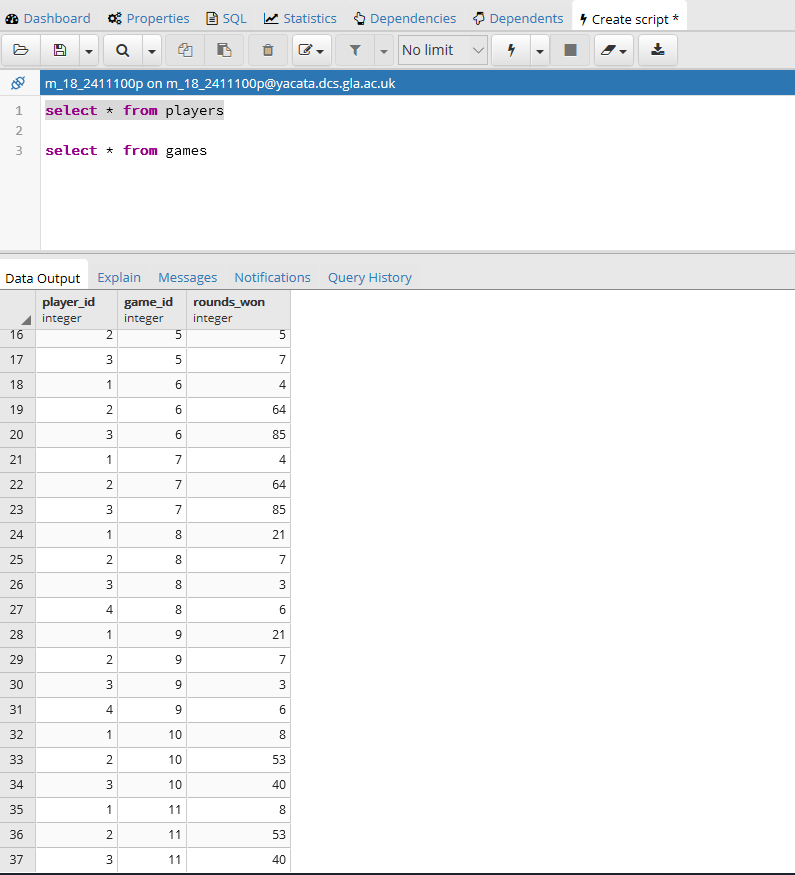 Dashboard Properties SQL Statistics Dependencies Dependents Create script *
No limit
m_18_2411100p on m_18_2411100p@yacata.dcs.gla.ac.uk
1 select * from players
2
3 select * from games
Data Output Explain Messages Notifications Query History
player_id game_id rounds_won
integer integer integer
16 2 5 5
17 3 5 7
18 1 6 4
19 2 6 64
20 3 6 85
21 1 7 4
22 2 7 64
23 3 7 85
24 1 8 21
25 2 8 7
26 3 8 3
27 4 8 6
28 1 9 21
29 2 9 7
30 3 9 3
31 4 9 6
32 1 10 8
33 2 10 53
34 3 10 40
35 1 11 8
36 2 11 53
37 3 11 40